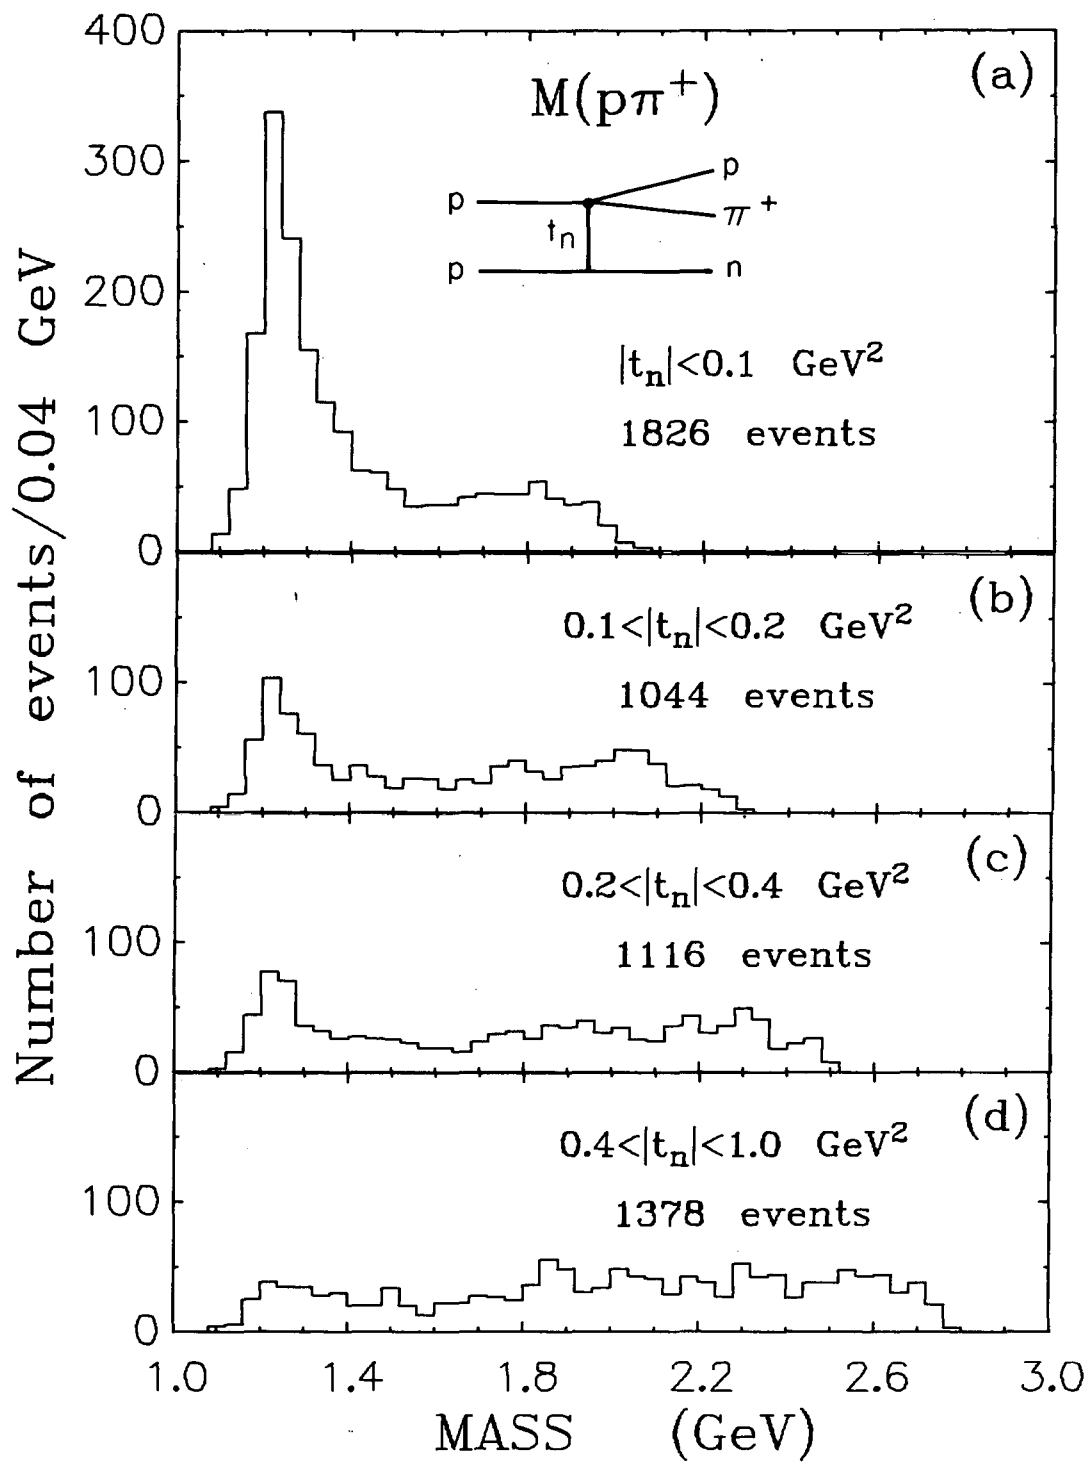 400
(a)
M(pπ⁺)
300
p
p
π⁺
tₙ
p
n
200
|tₙ|<0.1 GeV²
100
1826 events
0
(b)
0.1<|tₙ|<0.2 GeV²
100
1044 events
0
(c)
0.2<|tₙ|<0.4 GeV²
100
1116 events
0
(d)
0.4<|tₙ|<1.0 GeV²
100
1378 events
0
Number of events/0.04 GeV
1.0 1.4 1.8 2.2 2.6 3.0
MASS (GeV)